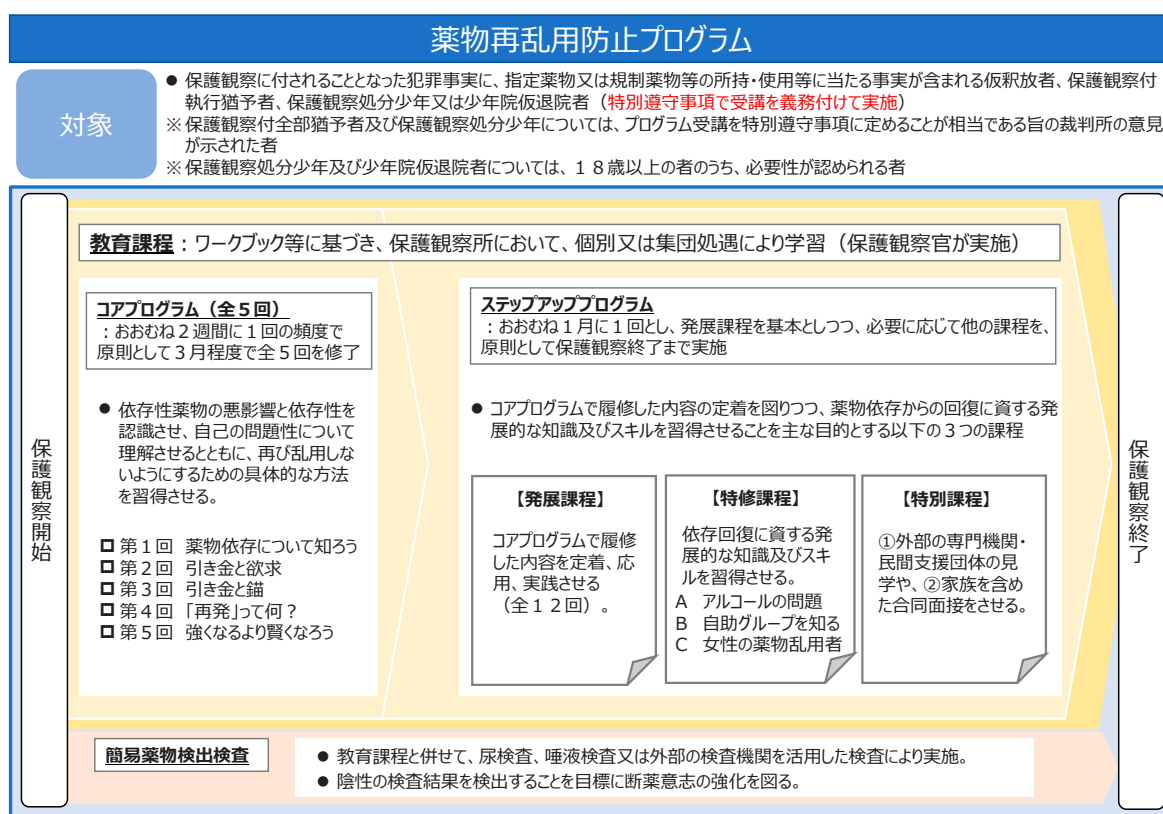 薬物再乱用防止プログラム
対象
● 保護観察に付されることとなった犯罪事実に、指定薬物又は規制薬物等の所持・使用等に当たる事実が含まれる仮釈放者、保護観察付
執行猶予者、保護観察処分少年又は少年院仮退院者（特別遵守事項で受講を義務付けて実施）
※ 保護観察付全部猶予者及び保護観察処分少年については、プログラム受講を特別遵守事項に定めることが相当である旨の裁判所の意見
が示された者
※ 保護観察処分少年及び少年院仮退院者については、１８歳以上の者のうち、必要性が認められる者
保護観察開始
教育課程：ワークブック等に基づき、保護観察所において、個別又は集団処遇により学習（保護観察官が実施）
コアプログラム（全５回）
：おおむね２週間に１回の頻度で
原則として３月程度で全５回を修了
● 依存性薬物の悪影響と依存性を
認識させ、自己の問題性について
理解させるとともに、再び乱用しな
いようにするための具体的な方法
を習得させる。
第１回 薬物依存について知ろう
第２回 引き金と欲求
第３回 引き金と錨
第４回 「再発」って何？
第５回 強くなるより賢くなろう
ステップアッププログラム
：おおむね１月に１回とし、発展課程を基本としつつ、必要に応じて他の課程を、
原則として保護観察終了まで実施
● コアプログラムで履修した内容の定着を図りつつ、薬物依存からの回復に資する発
展的な知識及びスキルを習得させることを主な目的とする以下の３つの課程
【発展課程】
コアプログラムで履修
した内容を定着、応
用、実践させる
（全１２回）。
【特修課程】
依存回復に資する発
展的な知識及びスキ
ルを習得させる。
A アルコールの問題
B 自助グループを知る
C 女性の薬物乱用者
【特別課程】
①外部の専門機関・
民間支援団体の見
学や、②家族を含め
た合同面接をさせる。
保護観察終了
簡易薬物検出検査
● 教育課程と併せて、尿検査、唾液検査又は外部の検査機関を活用した検査により実施。
● 陰性の検査結果を検出することを目標に断薬意志の強化を図る。